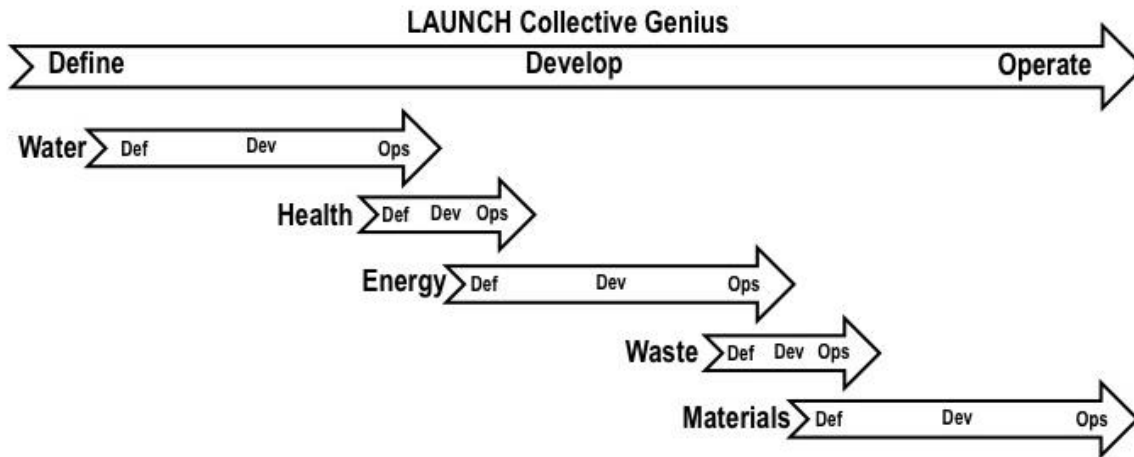 LAUNCH Collective Genius
Define Develop Operate
Water Def Dev Ops
Health Def Dev Ops
Energy Def Dev Ops
Waste Def Dev Ops
Materials Def Dev Ops